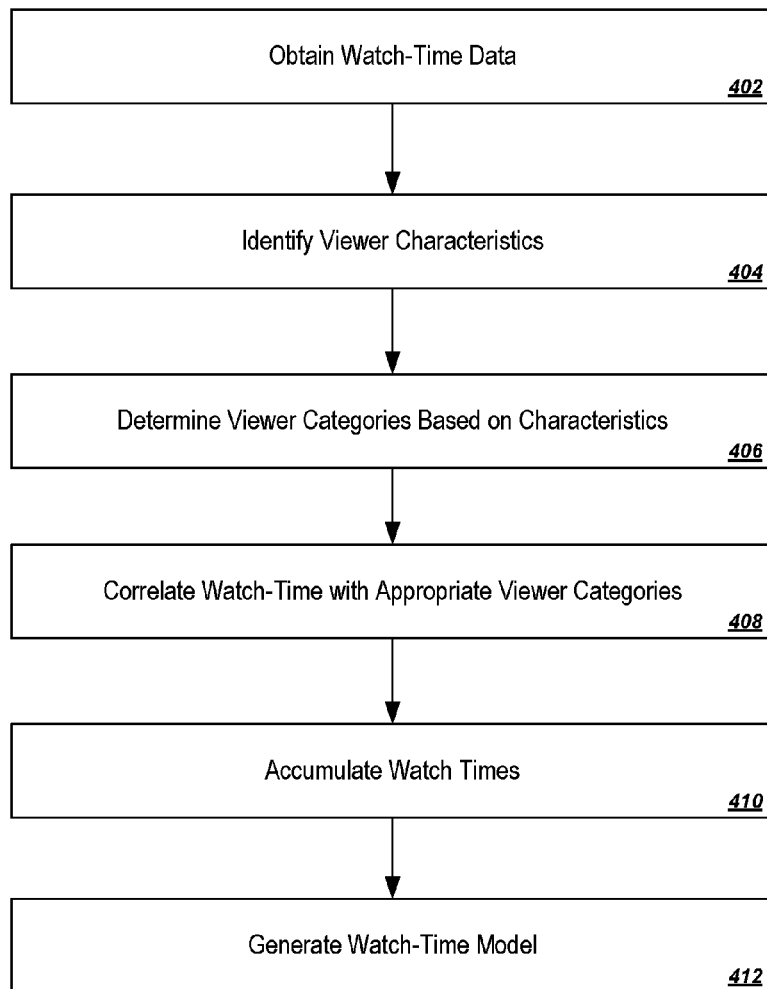 Obtain Watch-Time Data
402
Identify Viewer Characteristics
404
Determine Viewer Categories Based on Characteristics
406
Correlate Watch-Time with Appropriate Viewer Categories
408
Accumulate Watch Times
410
Generate Watch-Time Model
412